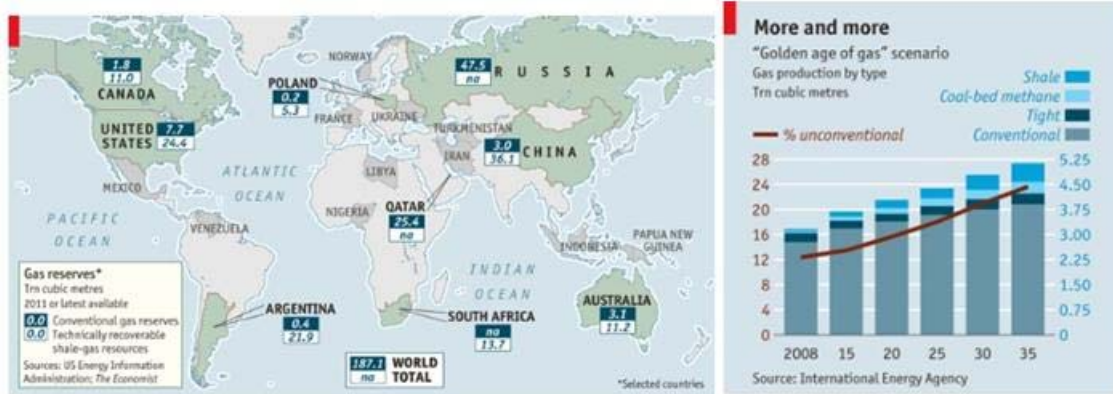 NORWAY
1.8
11.0
CANADA
47.5
na
RUSSIA
POLAND
0.2
5.3
UKRAINE
FRANCE
UNITED
STATES
7.7
24.4
TURKMENISTAN
3.0
36.1
CHINA
IRAN
ATLANTIC
OCEAN
LIBYA
MEXICO
QATAR
25.4
na
PACIFIC
OCEAN
NIGERIA
VENEZUELA
INDONESIA
PAPUA NEW
GUINEA
INDIAN
OCEAN
Gas reserves*
Trn cubic metres
2011 or latest available
0.0 Conventional gas reserves
0.0 Technically recoverable
shale-gas resources
Sources: US Energy Information
Administration; The Economist
ARGENTINA
0.4
21.9
SOUTH AFRICA
na
13.7
AUSTRALIA
3.1
11.2
187.1
na
WORLD
TOTAL
*Selected countries
More and more
"Golden age of gas" scenario
Gas production by type
Trn cubic metres
Shale
Coal-bed methane
Tight
Conventional
% unconventional
28
24
20
16
12
8
4
0
5.25
4.50
3.75
3.00
2.25
1.50
0.75
0
2008 15 20 25 30 35
Source: International Energy Agency